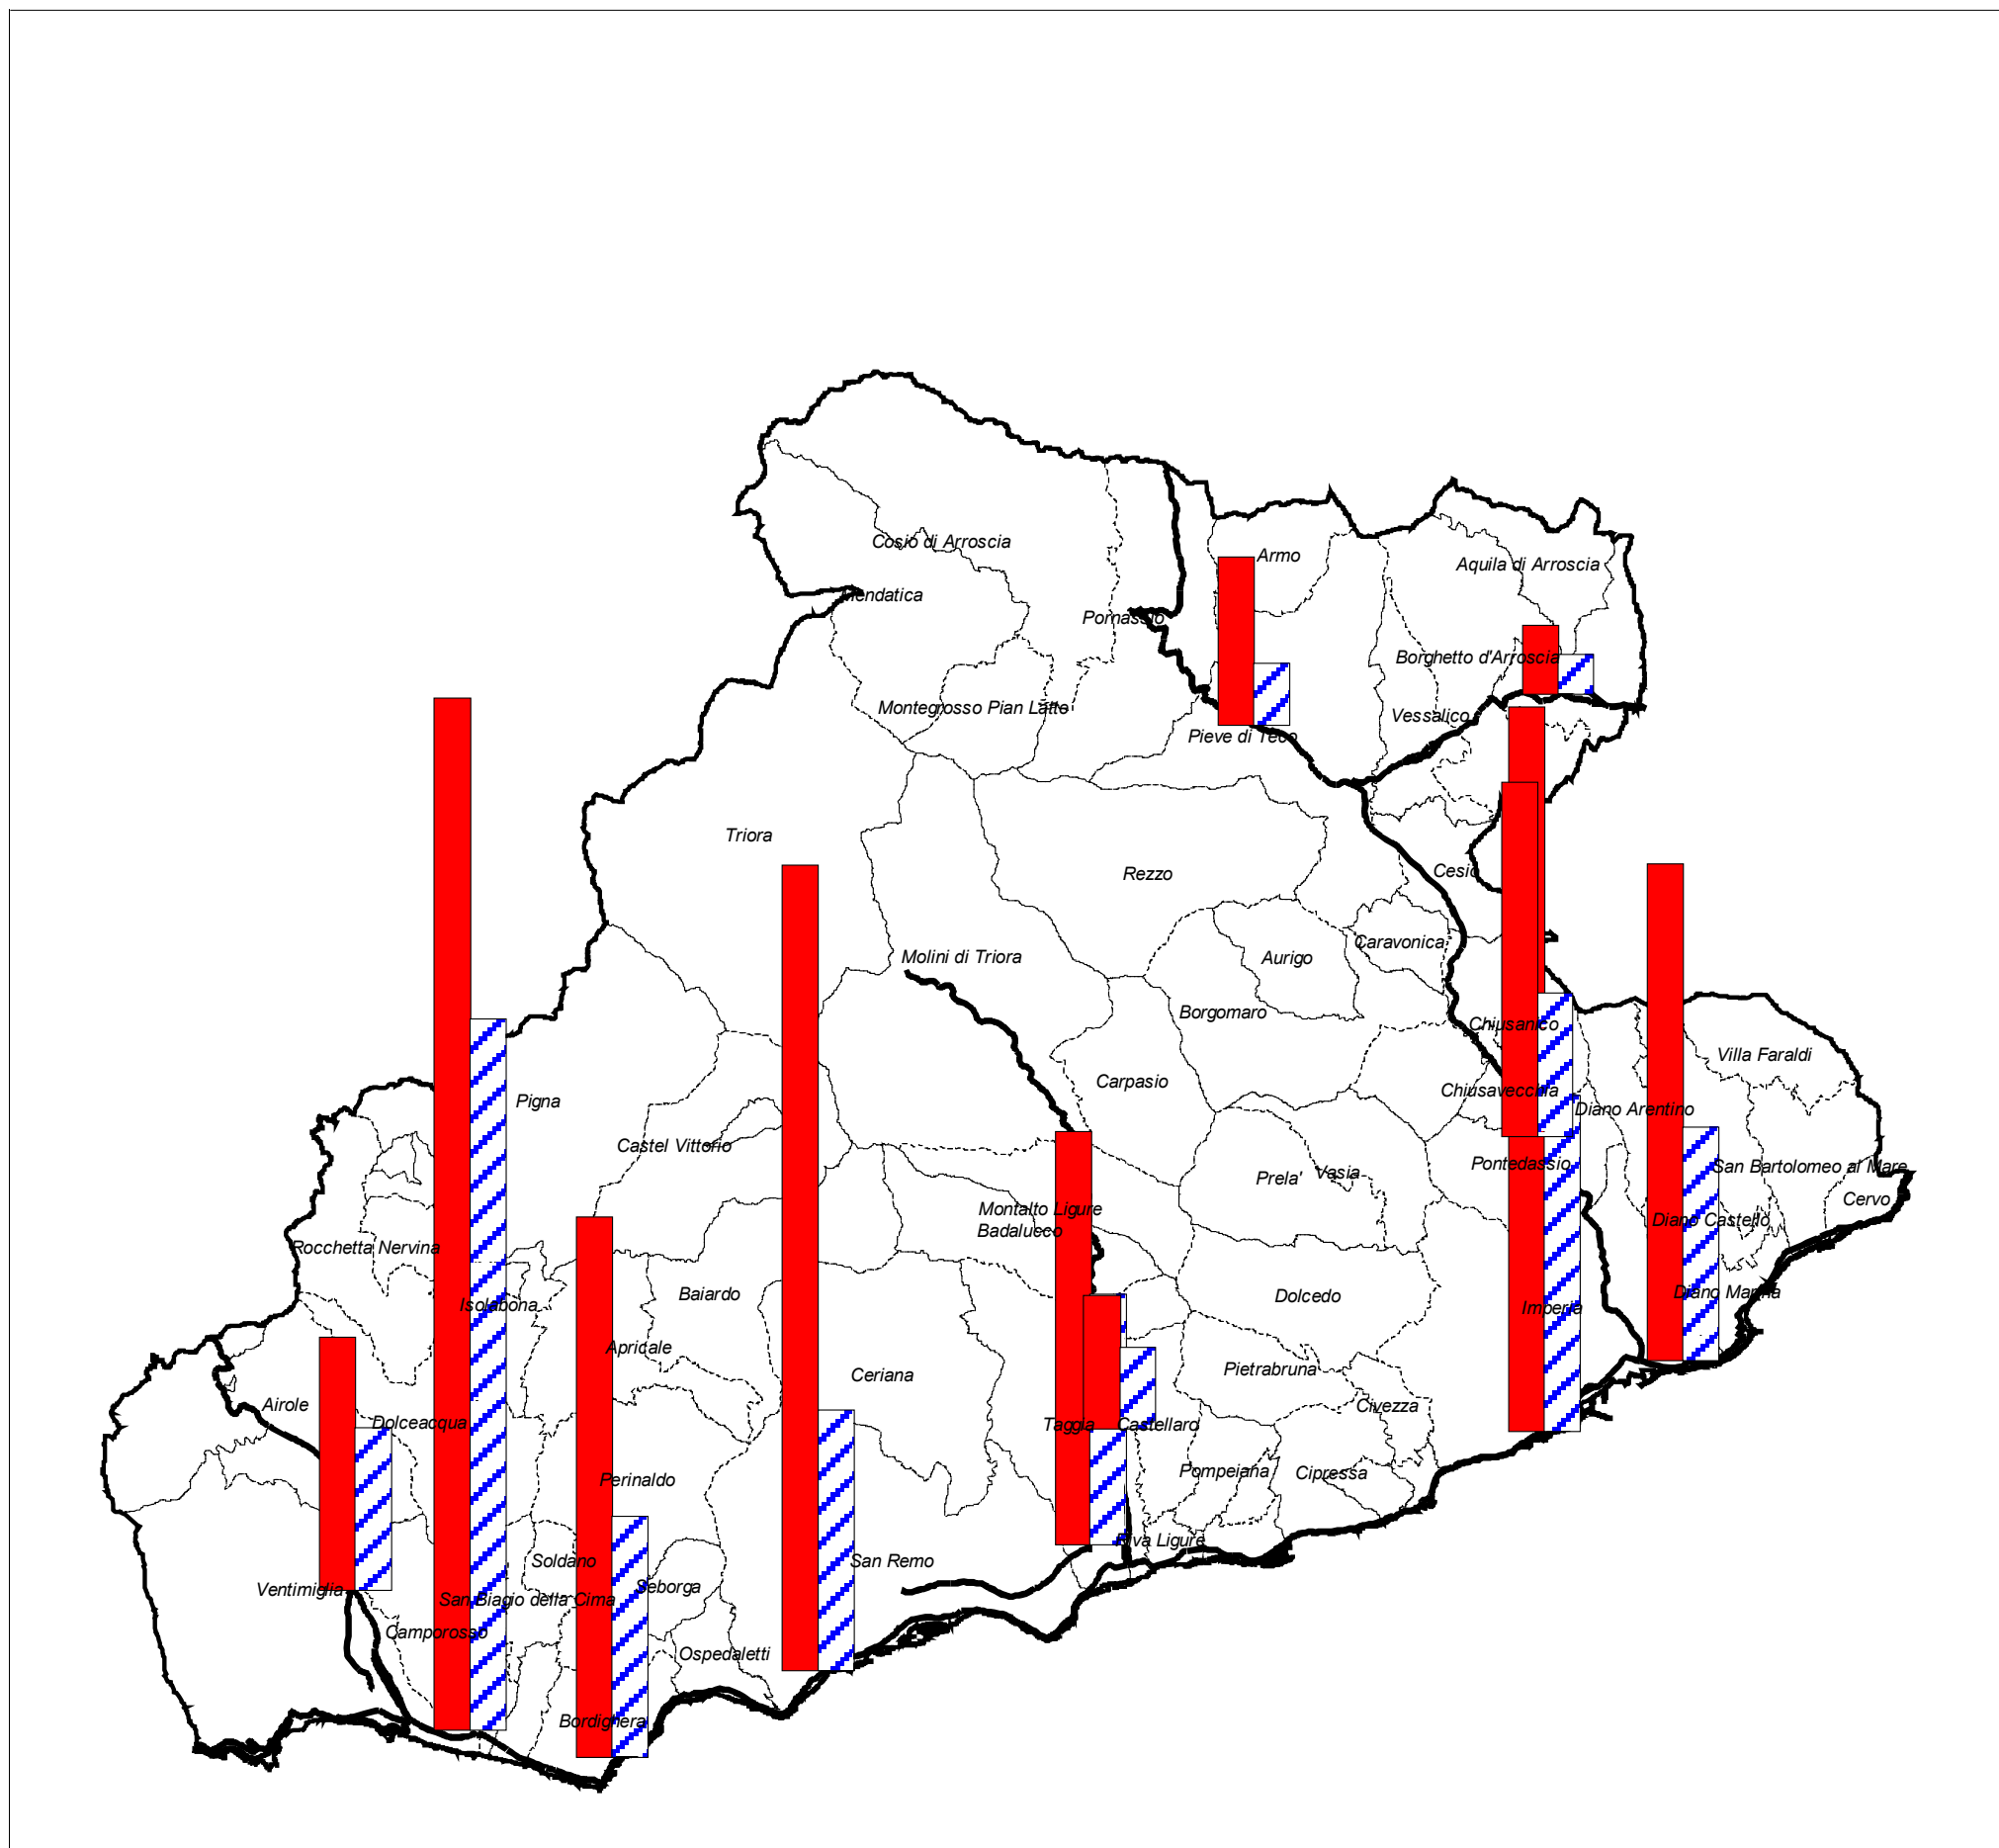 Cosio di Arroscia
Armo
Aquila di Arroscia
Mendatica
Pornassio
Borghetto d'Arroscia
Montegrosso Pian Latte
Vessalico
Pieve di Teco
Triora
Rezzo
Cesio
Caravonica
Molini di Triora
Aurigo
Borgomaro
Chiusanico
Villa Faraldi
Carpasio
Chiusavecchia
Pigna
Diano Arentino
Castel Vittorio
Pontedassio
San Bartolomeo al Mare
Prela'
Vasia
Cervo
Montalto Ligure
Diano Castello
Badalucco
Rocchetta Nervina
Diano Marina
Baiardo
Dolcedo
Isolabona
Imperia
Apricale
Pietrabruna
Ceriana
Airole
Civezza
Dolceacqua
Taggia
Castellaro
Pompeiana
Cipressa
Perinaldo
Riva Ligure
Soldano
San Remo
Seborga
Ventimiglia
San Biagio della Cima
Camporosso
Ospedaletti
Bordighera